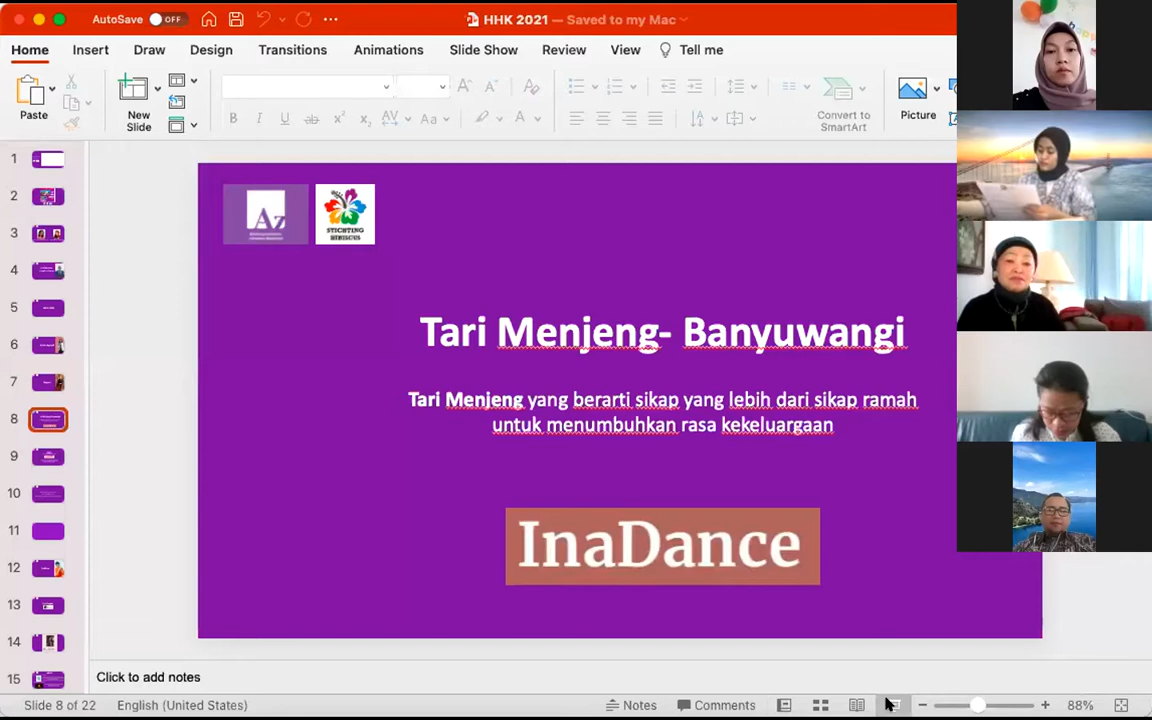 AutoSave OFF
HHK 2021 — Saved to my Mac
Home Insert Draw Design Transitions Animations Slide Show Review View Tell me
Paste
New
Slide
Convert to
SmartArt
Picture
1
2
3
4
5
6
7
8
9
10
11
12
13
14
15
Az
STICHTING
HIBISCUS
Tari Menjeng- Banyuwangi
Tari Menjeng yang berarti sikap yang lebih dari sikap ramah
untuk menumbuhkan rasa kekeluargaan
InaDance
Click to add notes
Slide 8 of 22 English (United States) Notes Comments 88%